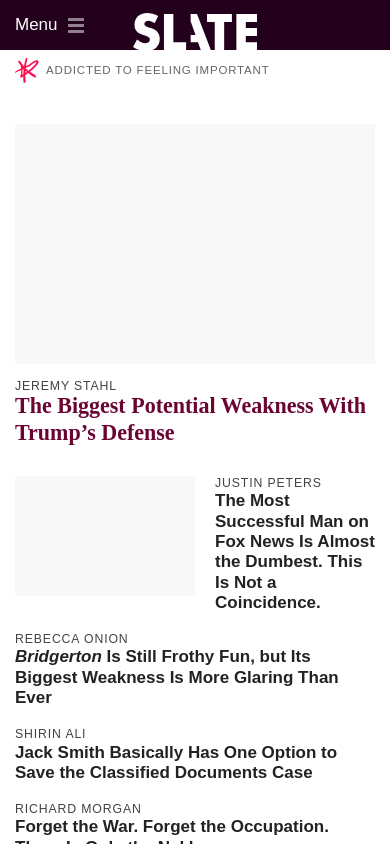 Menu
SLATE
ADDICTED TO FEELING IMPORTANT
JEREMY STAHL
The Biggest Potential Weakness With
Trump’s Defense
JUSTIN PETERS
The Most
Successful Man on
Fox News Is Almost
the Dumbest. This
Is Not a
Coincidence.
REBECCA ONION
Bridgerton Is Still Frothy Fun, but Its
Biggest Weakness Is More Glaring Than
Ever
SHIRIN ALI
Jack Smith Basically Has One Option to
Save the Classified Documents Case
RICHARD MORGAN
Forget the War. Forget the Occupation.